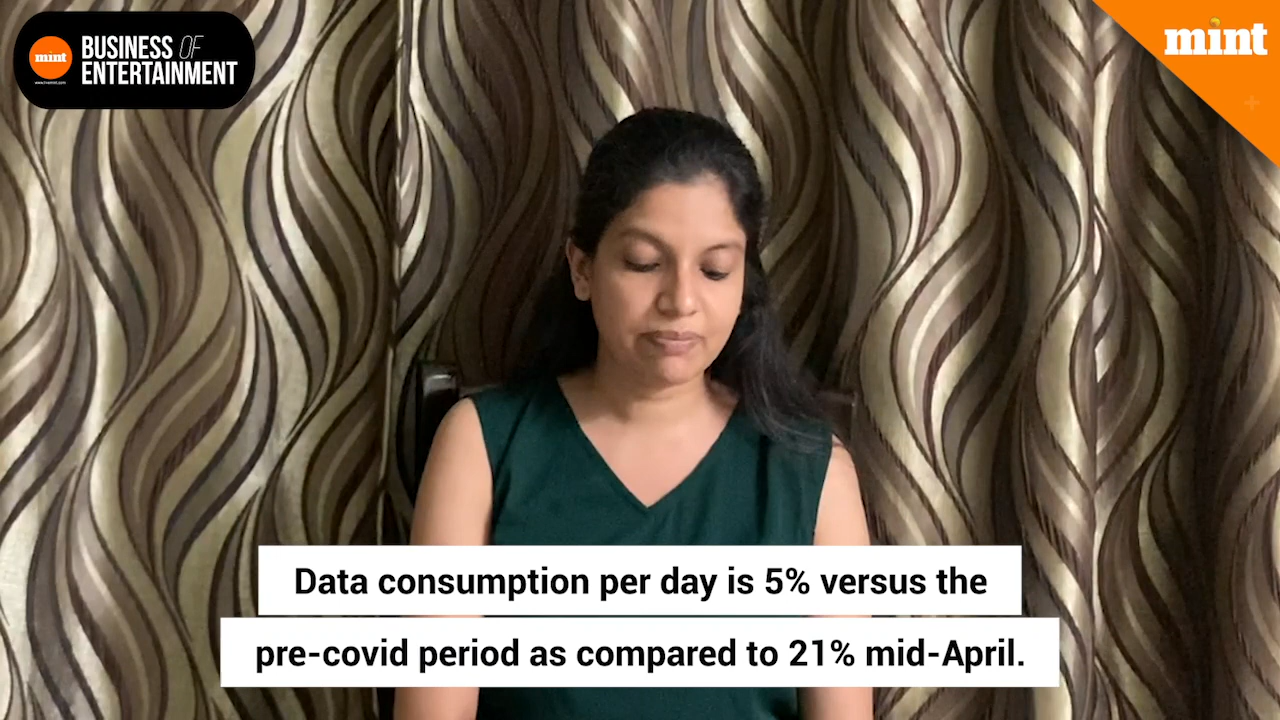 mint
BUSINESS OF
ENTERTAINMENT
mint
Data consumption per day is 5% versus the
pre-covid period as compared to 21% mid-April.